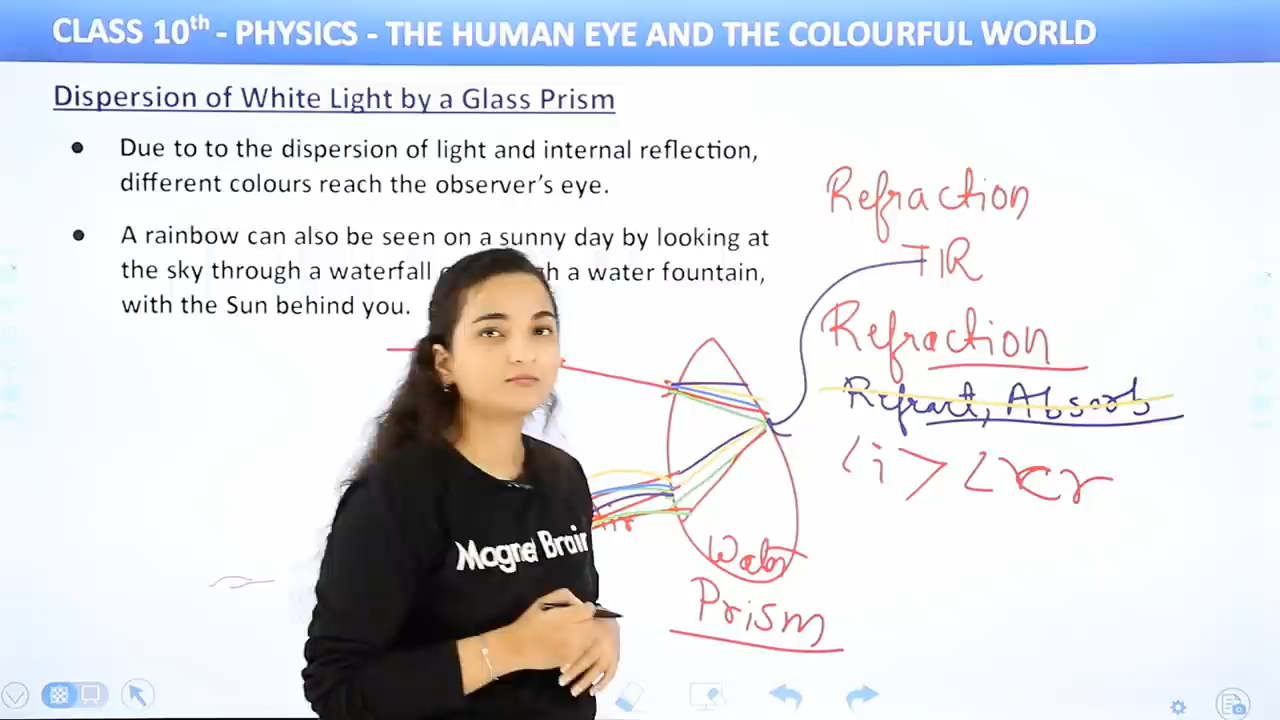 CLASS 10th - PHYSICS - THE HUMAN EYE AND THE COLOURFUL WORLD
Dispersion of White Light by a Glass Prism
● Due to to the dispersion of light and internal reflection,
different colours reach the observer's eye.
● A rainbow can also be seen on a sunny day by looking at
the sky through a waterfall h a water fountain,
with the Sun behind you.
Refraction
TIR
Refraction
Refract, Absorb
Water
Prism
Magnet Brain